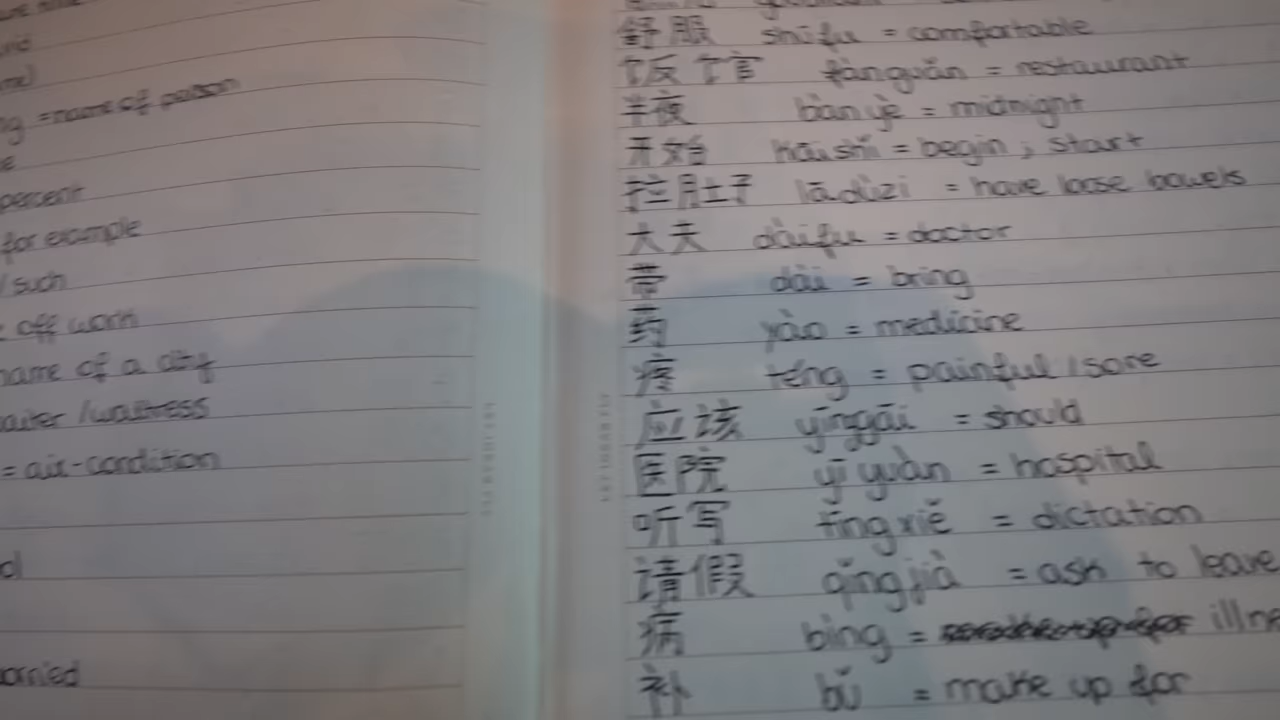 = name of person
percent
for example
/ such
off work
name of a city
waiter / waitress
= air-condition
舒服 shūfu = comfortable
饭馆 fànguǎn = restaurant
半夜 bànyè = midnight
开始 kāishǐ = begin ; start
拉肚子 lādùzi = have loose bowels
大夫 dàifu = doctor
带 dài = bring
药 yào = medicine
疼 téng = painful / sore
应该 yīnggāi = should
医院 yīyuàn = hospital
听写 tīngxiě = dictation
请假 qǐngjià = ask to leave
病 bìng = illne
补 bǔ = make up for